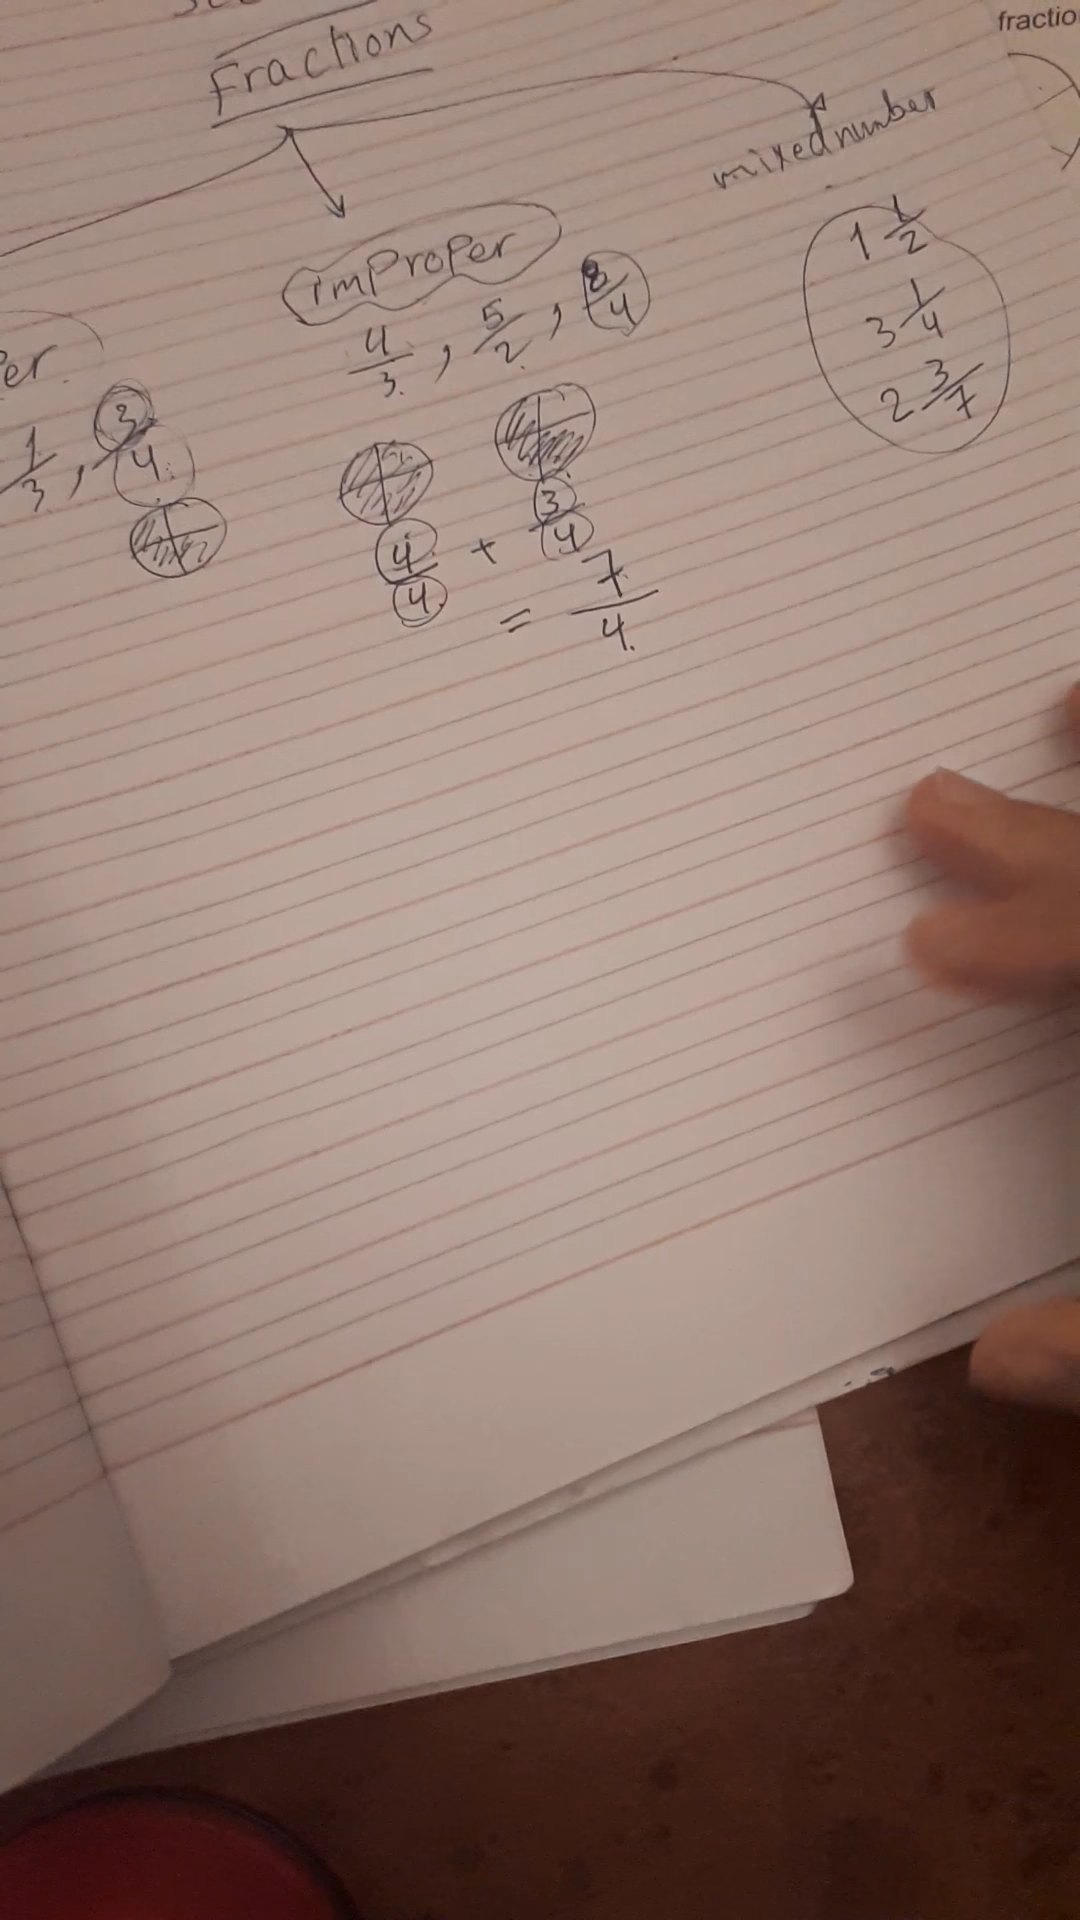 Fractions
fractio
mixed number
improper
er
4/3, 5/2, 8/4
1 1/2
3 1/4
2 3/7
1/3, 3/4
4/4 + 3/4
= 7/4